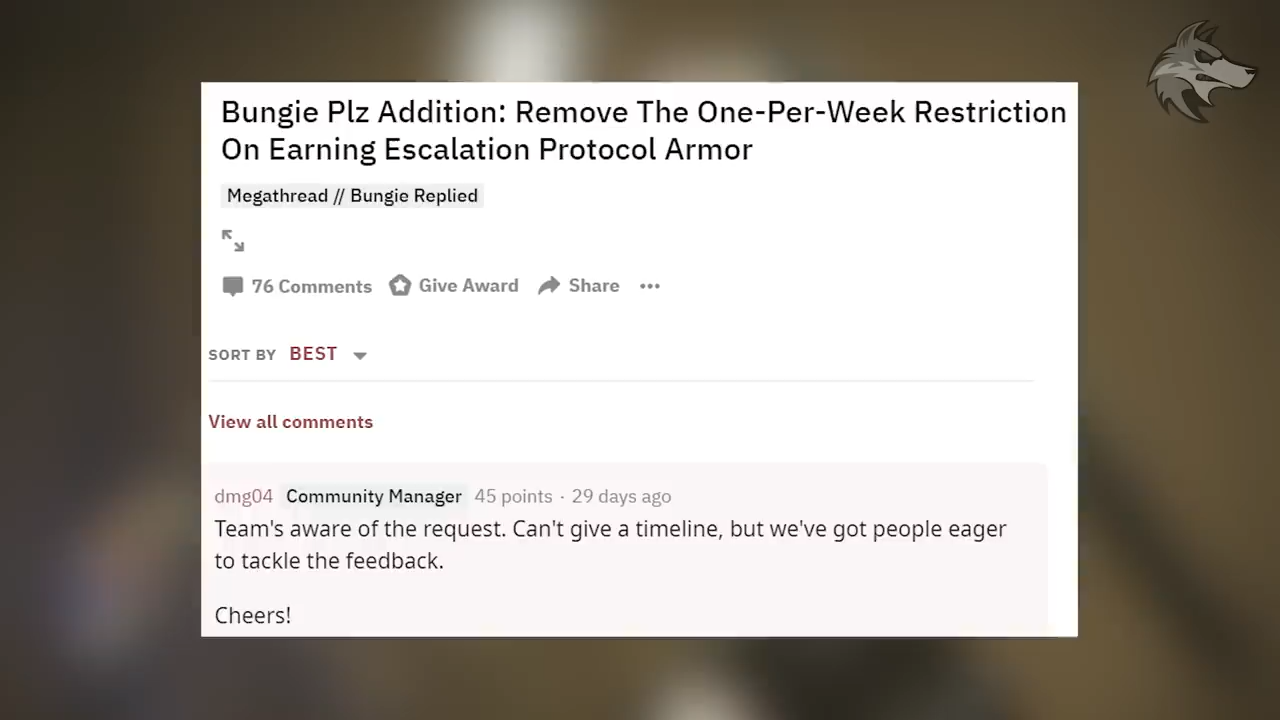 Bungie Plz Addition: Remove The One-Per-Week Restriction
On Earning Escalation Protocol Armor
Megathread // Bungie Replied
76 Comments Give Award Share ...
SORT BY BEST
View all comments
dmg04 Community Manager 45 points · 29 days ago
Team's aware of the request. Can't give a timeline, but we've got people eager
to tackle the feedback.
Cheers!